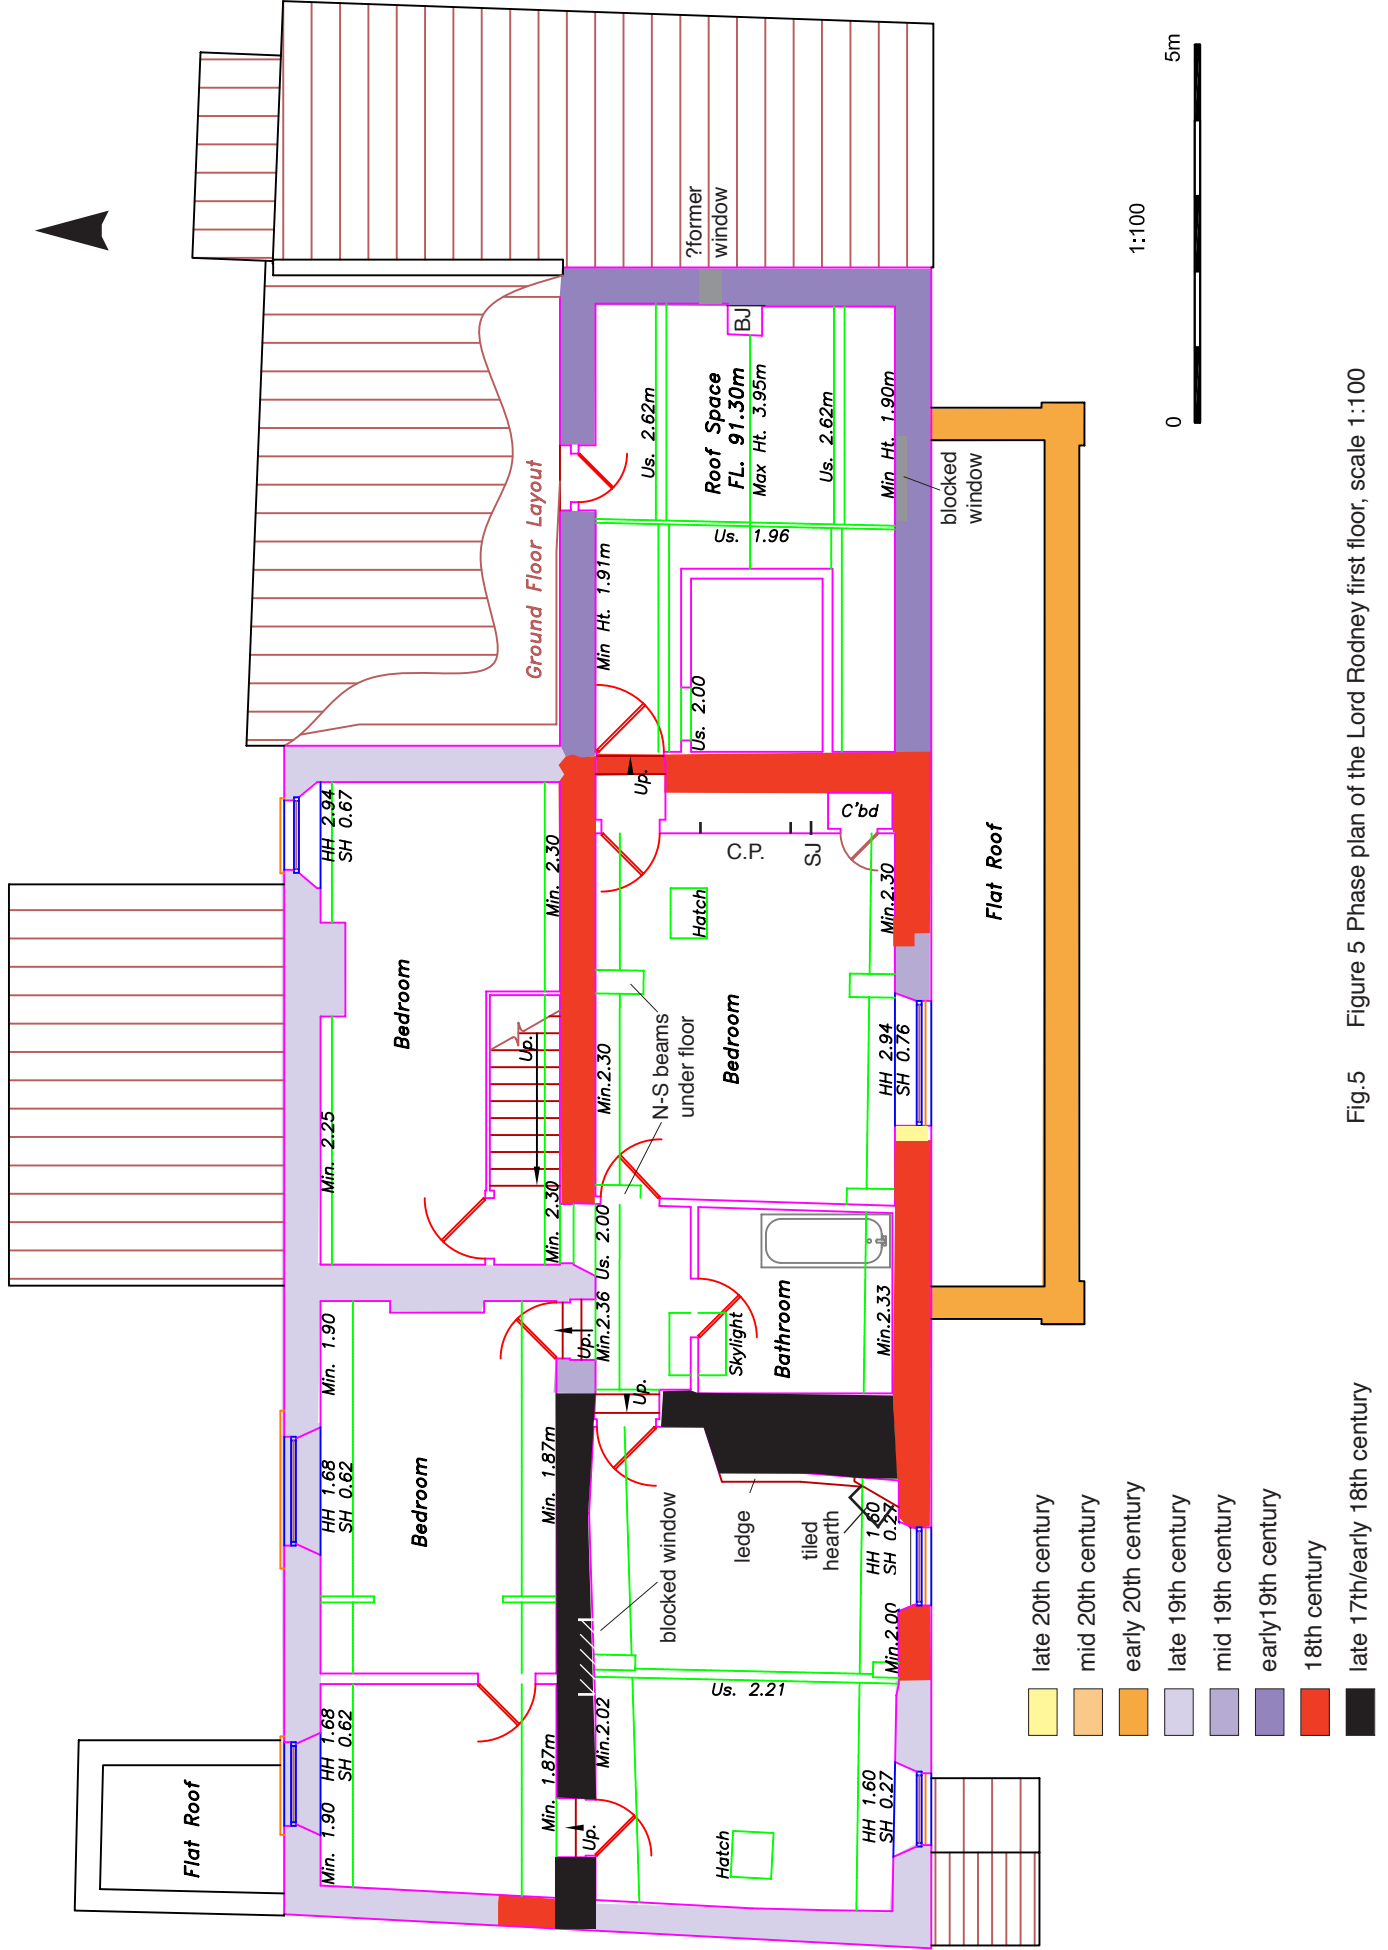 Flat Roof
Min. 1.90
HH 1.68
SH 0.62
Min. 1.87m
Up.
Hatch
Min.2.02
HH 1.60
SH 0.27
Us. 2.21
Min.2.00
blocked window
Bedroom
HH 1.68
SH 0.62
Min. 1.90
Min. 1.87m
ledge
tiled
hearth
HH 1.60
SH 0.27
Up.
Up.
Min.2.36
Us. 2.00
Skylight
Bathroom
Min.2.33
Min. 2.25
Min. 2.30
Up.
Bedroom
Min. 2.30
HH 2.94
SH 0.67
N-S beams
under floor
Min.2.30
Bedroom
Hatch
HH 2.94
SH 0.76
Min.2.30
C.P.
SJ
C'bd
Up.
Ground Floor Layout
Us. 2.00
Min Ht. 1.91m
Us. 1.96
Us. 2.62m
Roof Space
FL. 91.30m
Max Ht. 3.95m
Us. 2.62m
Min Ht. 1.90m
BJ
?former
window
blocked
window
Flat Roof
1:100
0
5m
late 20th century
mid 20th century
early 20th century
late 19th century
mid 19th century
early19th century
18th century
late 17th/early 18th century
Fig.5 Figure 5 Phase plan of the Lord Rodney first floor, scale 1:100